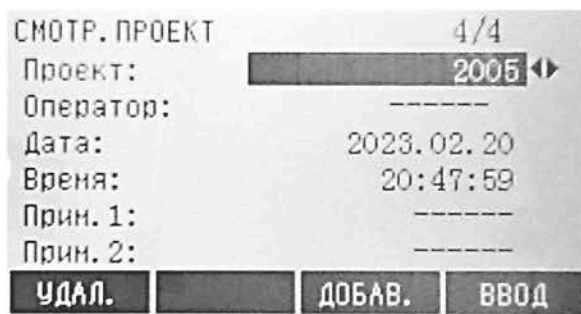 СМОТР. ПРОЕКТ 4/4
Проект: 2005
Оператор: ------
Дата: 2023.02.20
Время: 20:47:59
Прим. 1: ------
Прим. 2: ------
УДАЛ. ДОБАВ. ВВОД